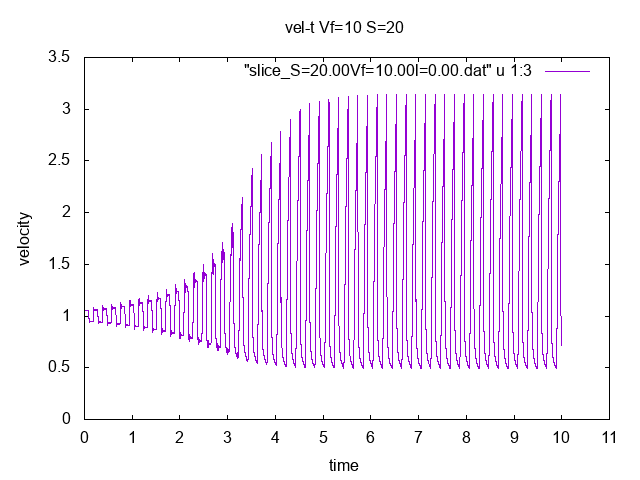 vel-t Vf=10 S=20
"slice_S=20.00Vf=10.00I=0.00.dat" u 1:3
3.5
3
2.5
2
1.5
1
0.5
0
velocity
0 1 2 3 4 5 6 7 8 9 10 11
time